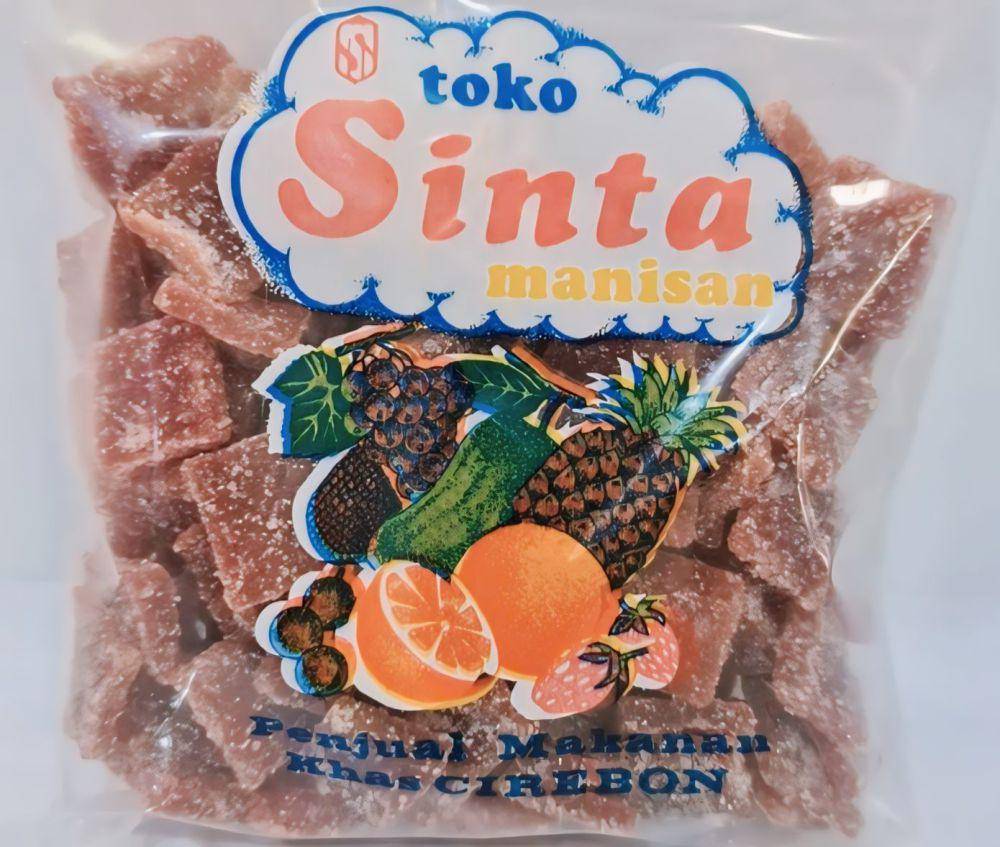 toko
Sinta
manisan
Penjual Makanan
Khas CIREBON